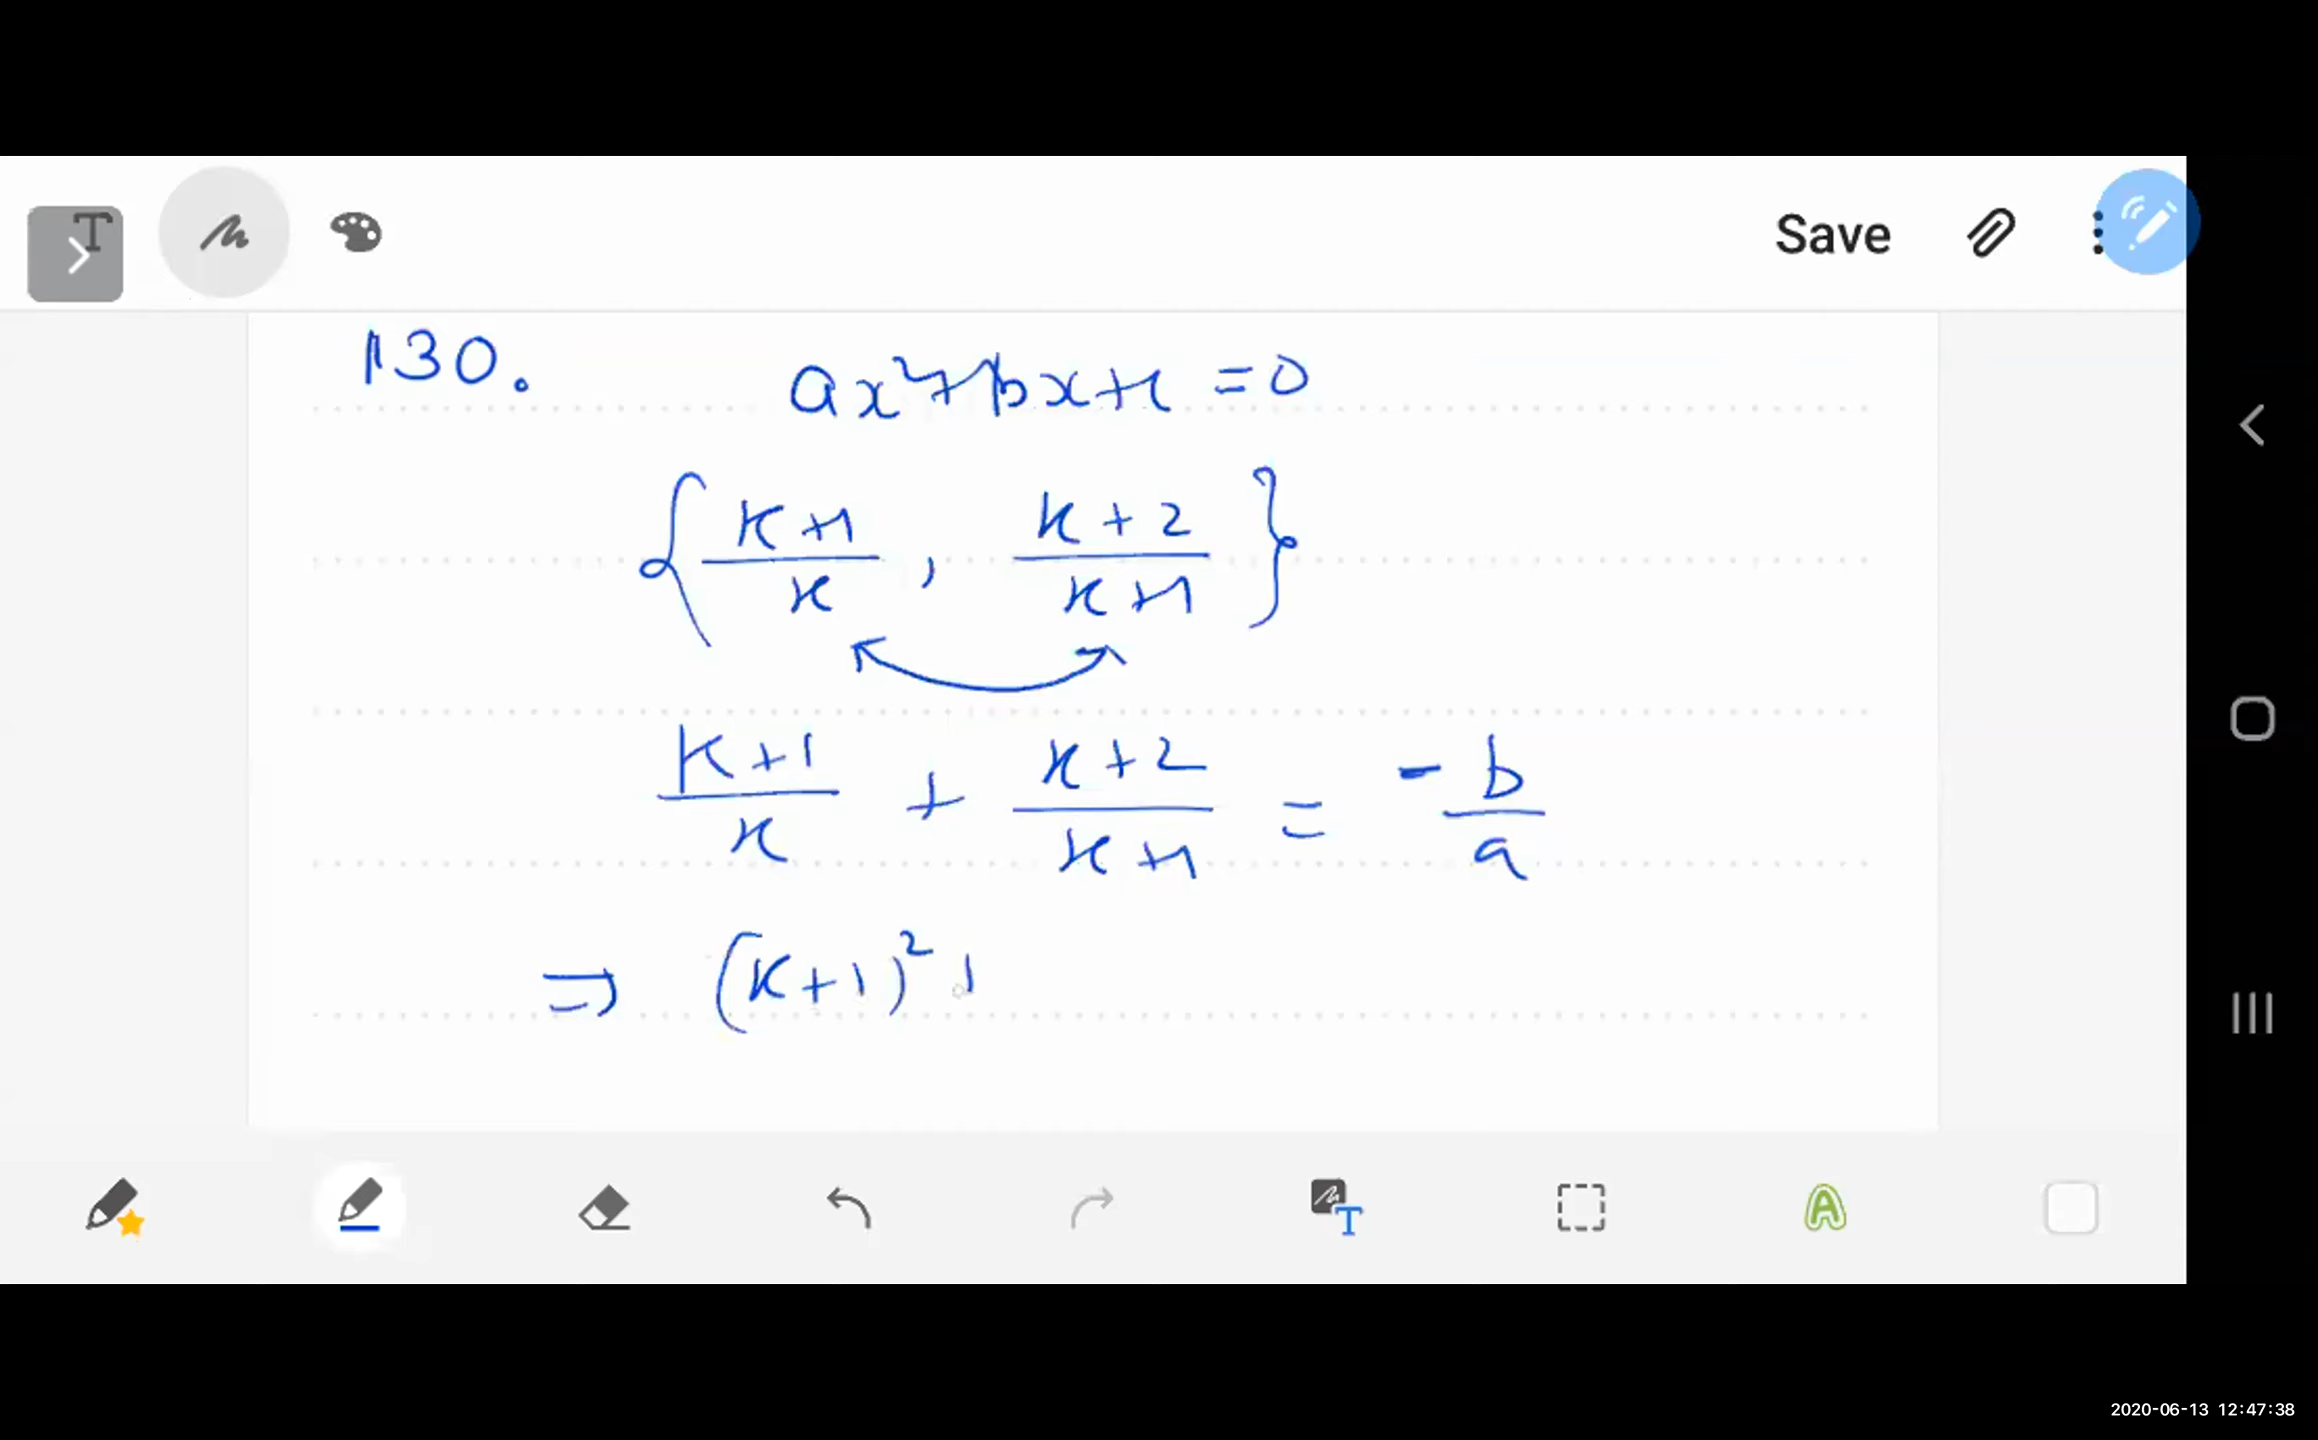 T
Save
130.
ax²+bx+c=0
{ (K+1)/K , (K+2)/(K+1) }
(K+1)/K + (K+2)/(K+1) = -b/a
⇒ (K+1)²
T
A
2020-06-13 12:47:38